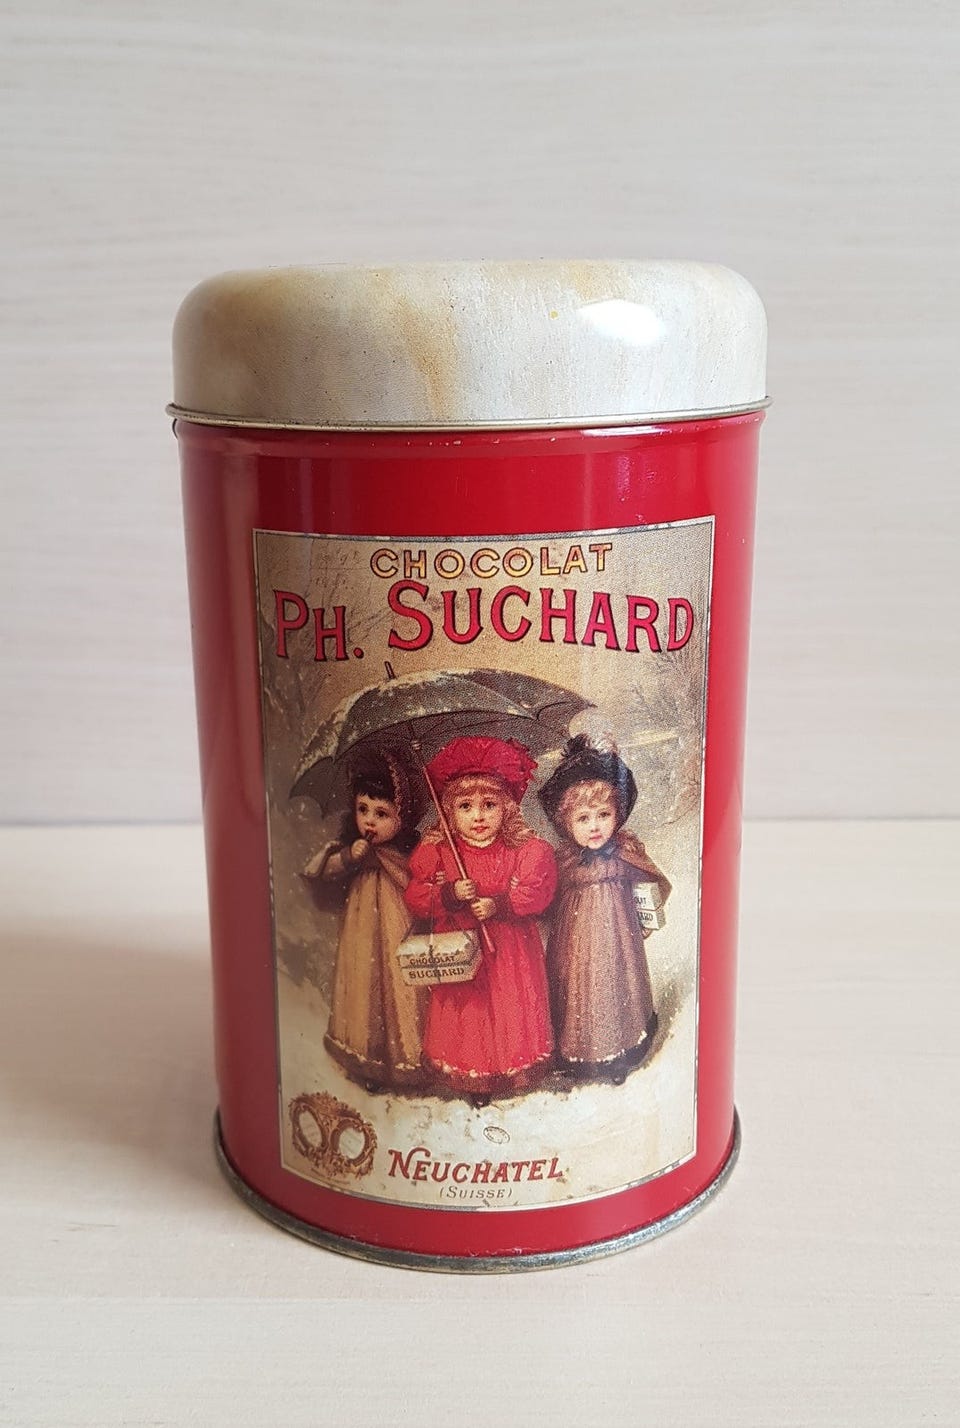 CHOCOLAT
PH. SUCHARD
CHOCOLAT
SUCHARD
NEUCHATEL
(SUISSE)